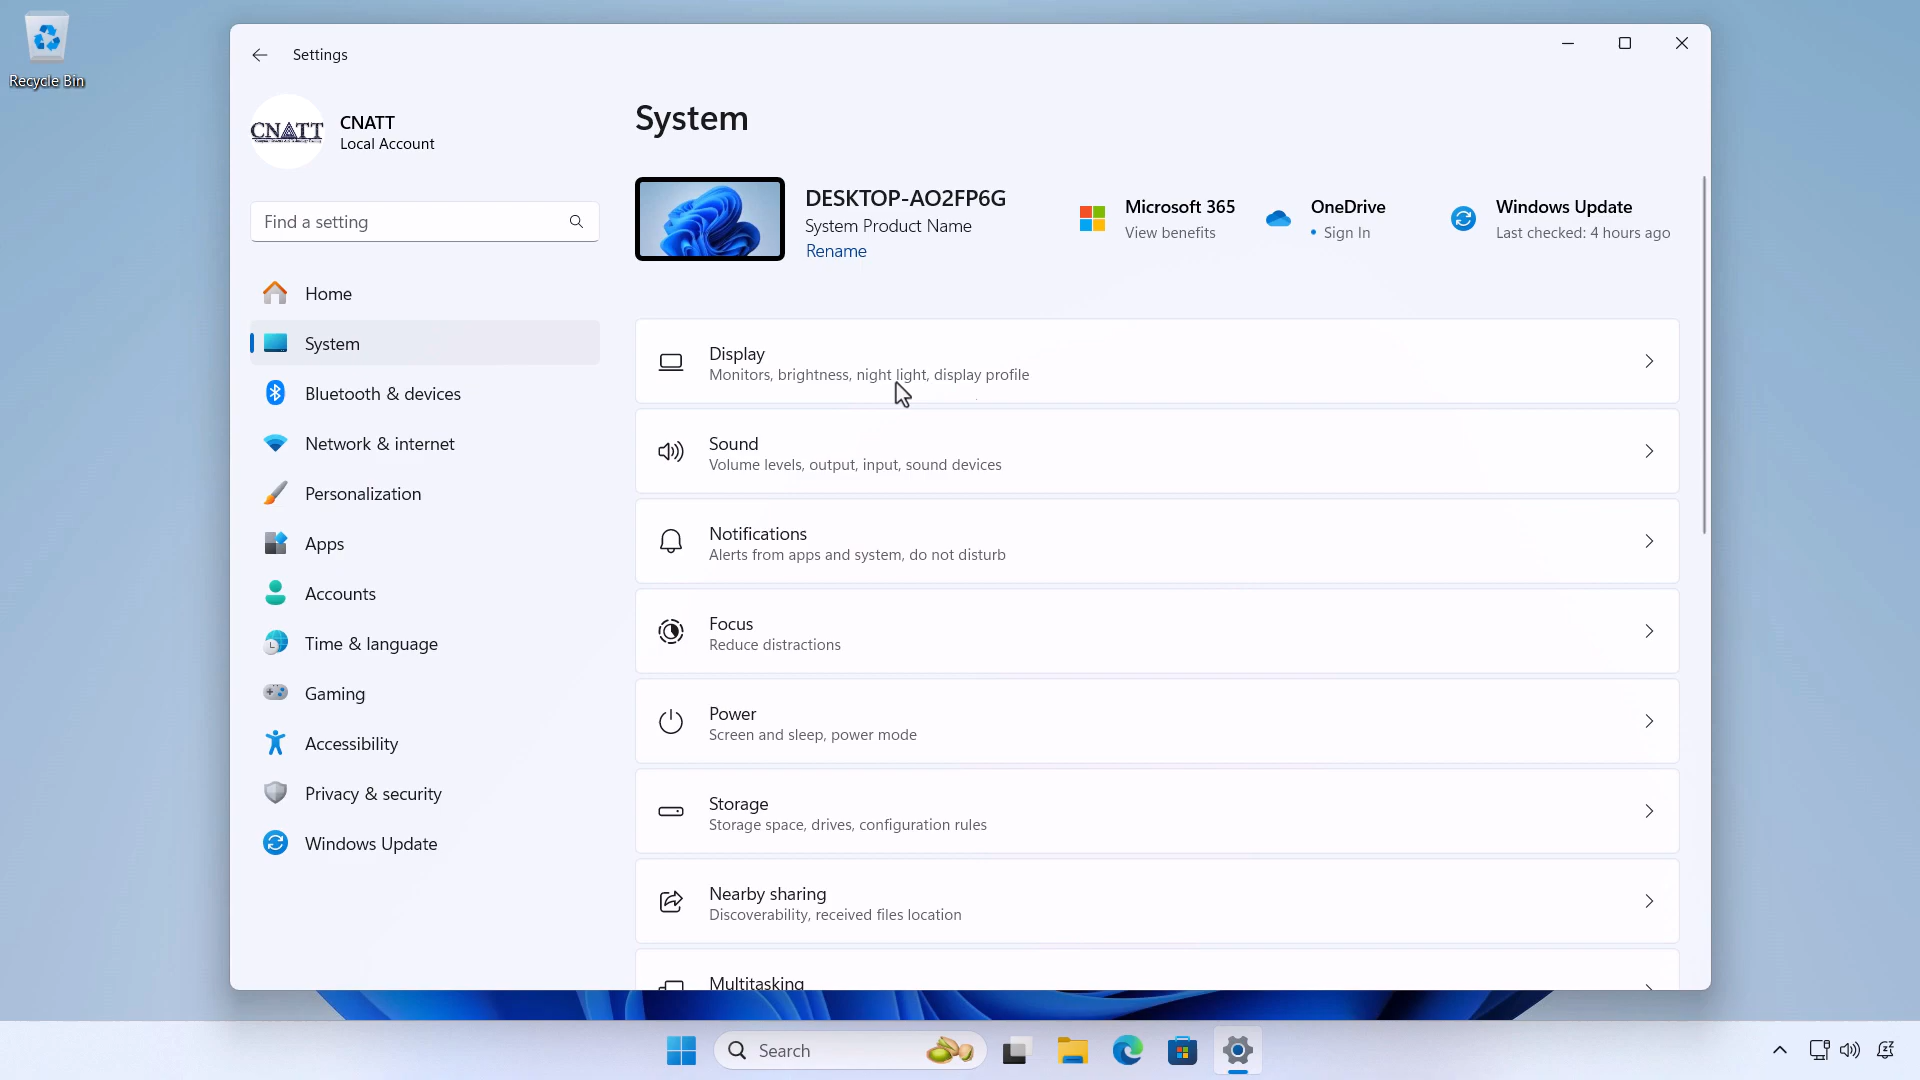 Recycle Bin
Settings
CNATT
CNATT
Local Account
Find a setting
Home
System
Bluetooth & devices
Network & internet
Personalization
Apps
Accounts
Time & language
Gaming
Accessibility
Privacy & security
Windows Update
System
DESKTOP-AO2FP6G
System Product Name
Rename
Microsoft 365
View benefits
OneDrive
• Sign In
Windows Update
Last checked: 4 hours ago
Display
Monitors, brightness, night light, display profile
Sound
Volume levels, output, input, sound devices
Notifications
Alerts from apps and system, do not disturb
Focus
Reduce distractions
Power
Screen and sleep, power mode
Storage
Storage space, drives, configuration rules
Nearby sharing
Discoverability, received files location
Multitasking
Search